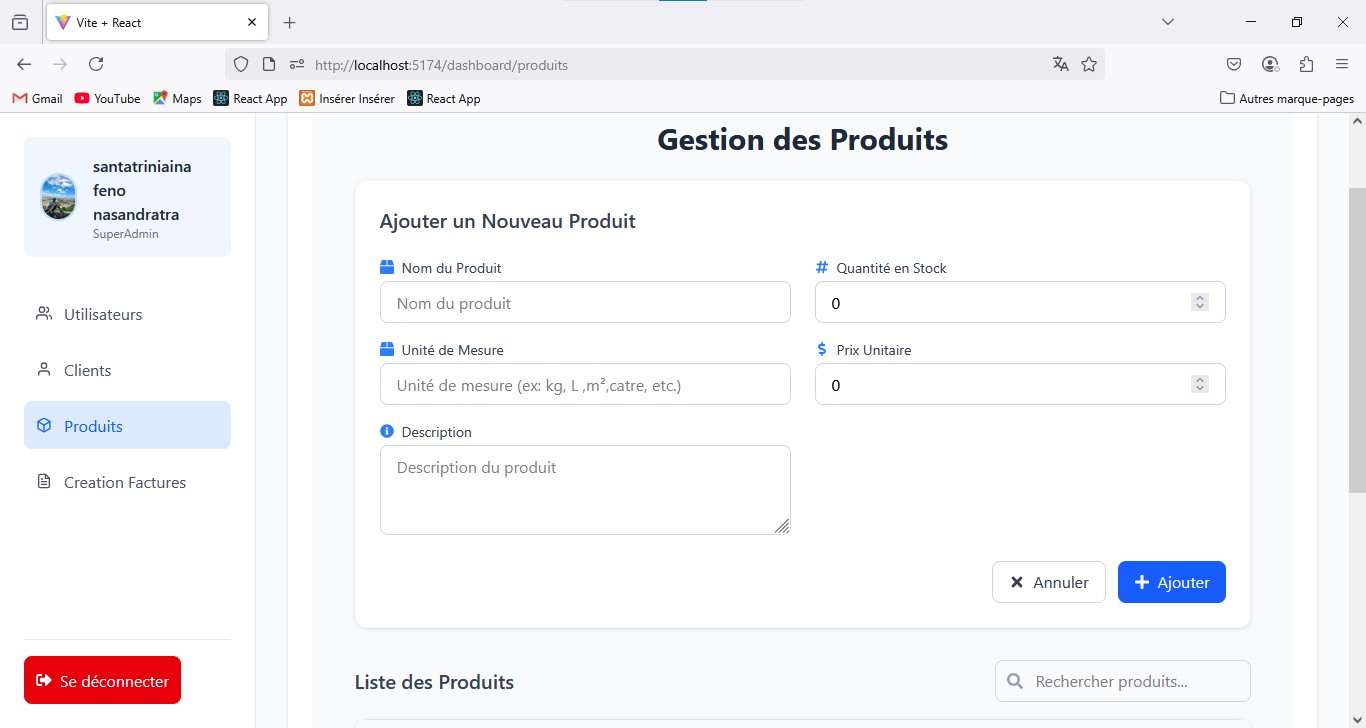 Vite + React
http://localhost:5174/dashboard/produits
Gmail
YouTube
Maps
React App
Insérer Insérer
React App
Autres marque-pages
santatriniaina
feno
nasandratra
SuperAdmin
Utilisateurs
Clients
Produits
Creation Factures
Se déconnecter
Gestion des Produits
Ajouter un Nouveau Produit
Nom du Produit
Nom du produit
Quantité en Stock
0
Unité de Mesure
Unité de mesure (ex: kg, L ,m²,catre, etc.)
Prix Unitaire
0
Description
Description du produit
Annuler
Ajouter
Liste des Produits
Rechercher produits...